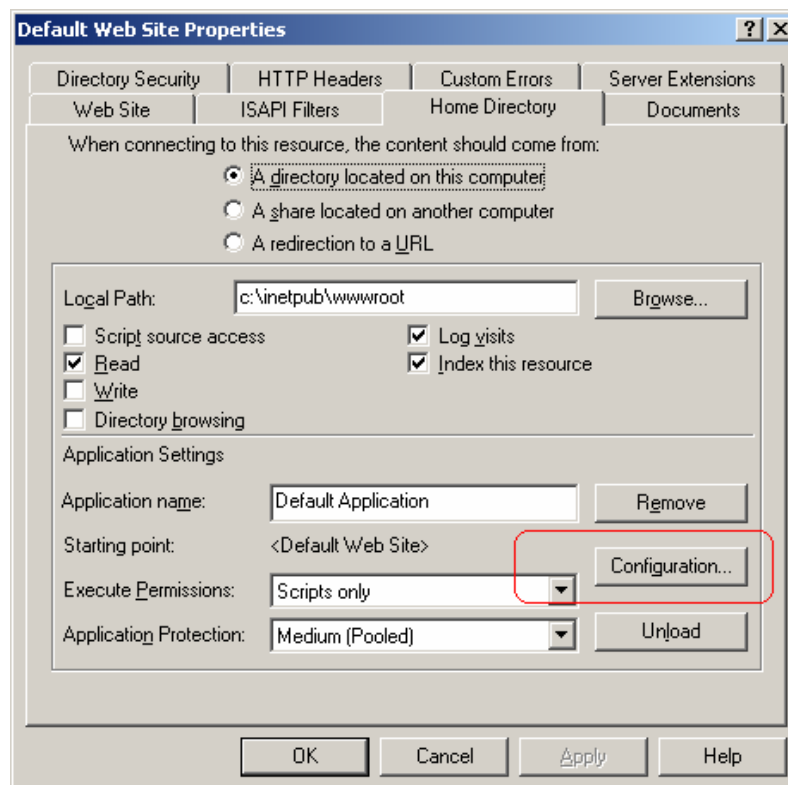 Default Web Site Properties
Directory Security HTTP Headers Custom Errors Server Extensions
Web Site ISAPI Filters Home Directory Documents
When connecting to this resource, the content should come from:
A directory located on this computer
A share located on another computer
A redirection to a URL
Local Path: c:\inetpub\wwwroot Browse...
Script source access Log visits
Read Index this resource
Write
Directory browsing
Application Settings
Application name: Default Application Remove
Starting point: <Default Web Site> Configuration...
Execute Permissions: Scripts only
Application Protection: Medium (Pooled) Unload
OK Cancel Apply Help